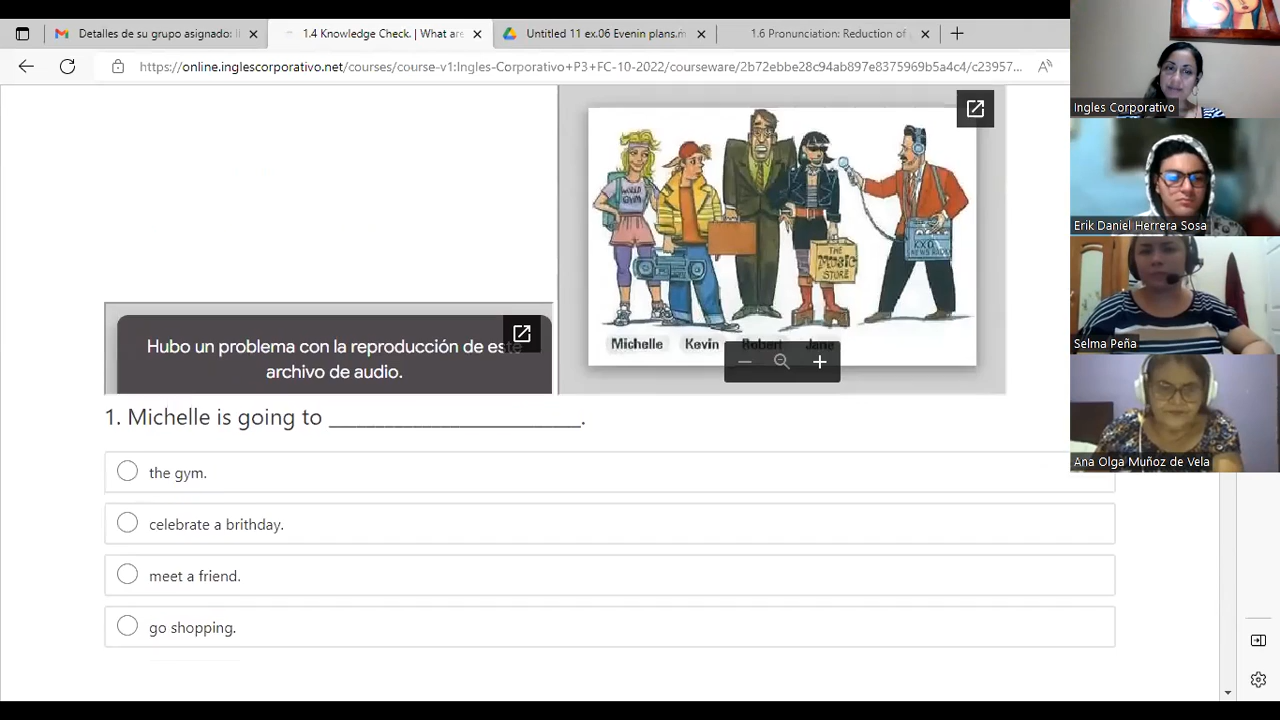 Detalles de su grupo asignado: I
1.4 Knowledge Check. | What are
Untitled 11 ex.06 Evenin plans.m
1.6 Pronunciation: Reduction of
https://online.inglescorporativo.net/courses/course-v1:Ingles-Corporativo+P3+FC-10-2022/courseware/2b72ebbe28c94ab897e8375969b5a4c4/c23957...
WORLD GYM
THE MUSIC STORE
KXQ NEWS RADIO
Michelle Kevin Robert Jane
Hubo un problema con la reproducción de este
archivo de audio.
1. Michelle is going to ___________________________.
the gym.
celebrate a brithday.
meet a friend.
go shopping.
Ingles Corporativo
Erik Daniel Herrera Sosa
Selma Peña
Ana Olga Muñoz de Vela